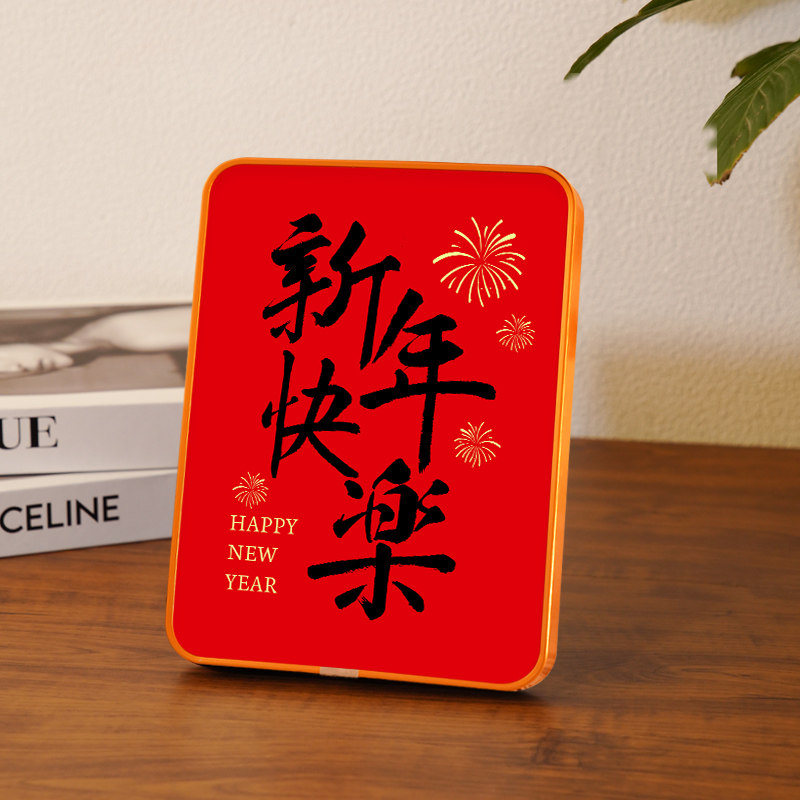 新年
快樂
HAPPY
NEW
YEAR
UE
CELINE